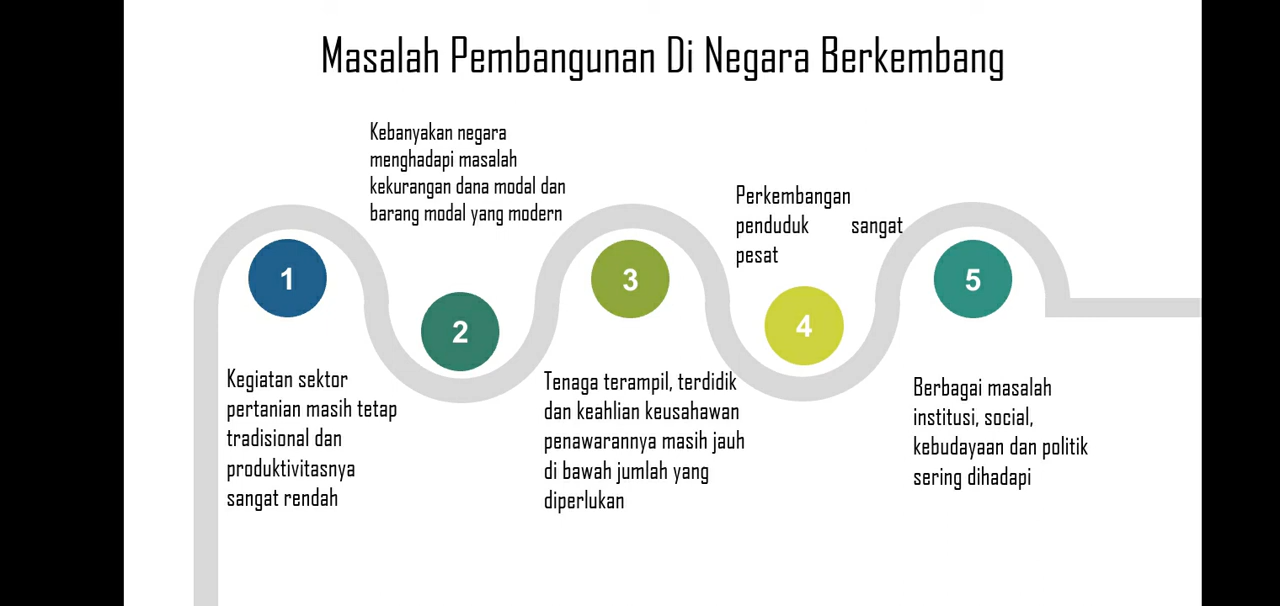 Masalah Pembangunan Di Negara Berkembang
1
Kegiatan sektor
pertanian masih tetap
tradisional dan
produktivitasnya
sangat rendah
Kebanyakan negara
menghadapi masalah
kekurangan dana modal dan
barang modal yang modern
2
3
Tenaga terampil, terdidik
dan keahlian keusahawan
penawarannya masih jauh
di bawah jumlah yang
diperlukan
Perkembangan
penduduk sangat
pesat
4
5
Berbagai masalah
institusi, social,
kebudayaan dan politik
sering dihadapi